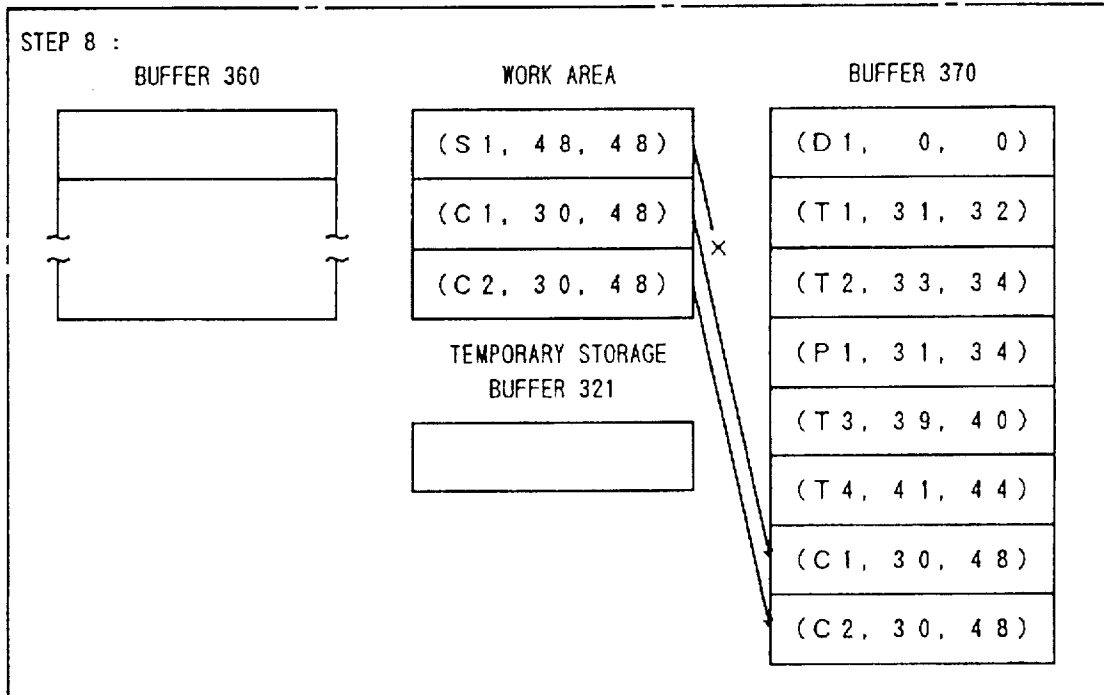 STEP 8 :
BUFFER 360
WORK AREA
(S1, 48, 48)
(C1, 30, 48)
(C2, 30, 48)
TEMPORARY STORAGE
BUFFER 321
BUFFER 370
(D1, 0, 0)
(T1, 31, 32)
(T2, 33, 34)
(P1, 31, 34)
(T3, 39, 40)
(T4, 41, 44)
(C1, 30, 48)
(C2, 30, 48)